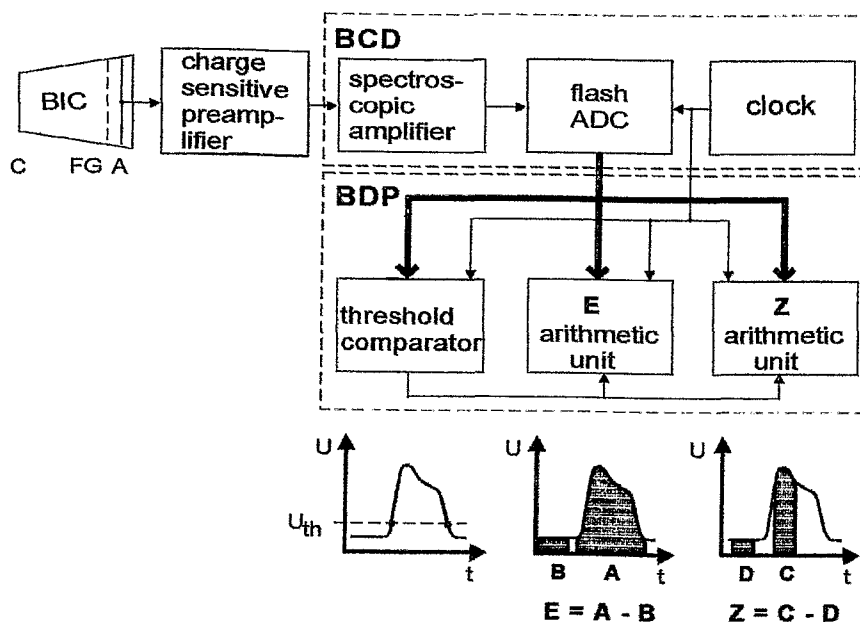 BCD
BIC
C
FG
A
charge
sensitive
preamp-
lifier
spectros-
copic
amplifier
flash
ADC
clock
BDP
threshold
comparator
E
arithmetic
unit
Z
arithmetic
unit
U
Uth
t
U
B
A
t
E = A - B
U
D
C
t
Z = C - D